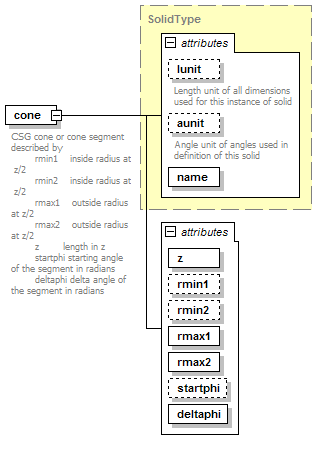 SolidType
attributes
lunit
Length unit of all dimensions
used for this instance of solid
aunit
Angle unit of angles used in
definition of this solid
name
cone
CSG cone or cone segment
described by
rmin1 inside radius at
z/2
rmin2 inside radius at
z/2
rmax1 outside radius
at z/2
rmax2 outside radius
at z/2
z length in z
startphi starting angle
of the segment in radians
deltaphi delta angle of
the segment in radians
attributes
z
rmin1
rmin2
rmax1
rmax2
startphi
deltaphi